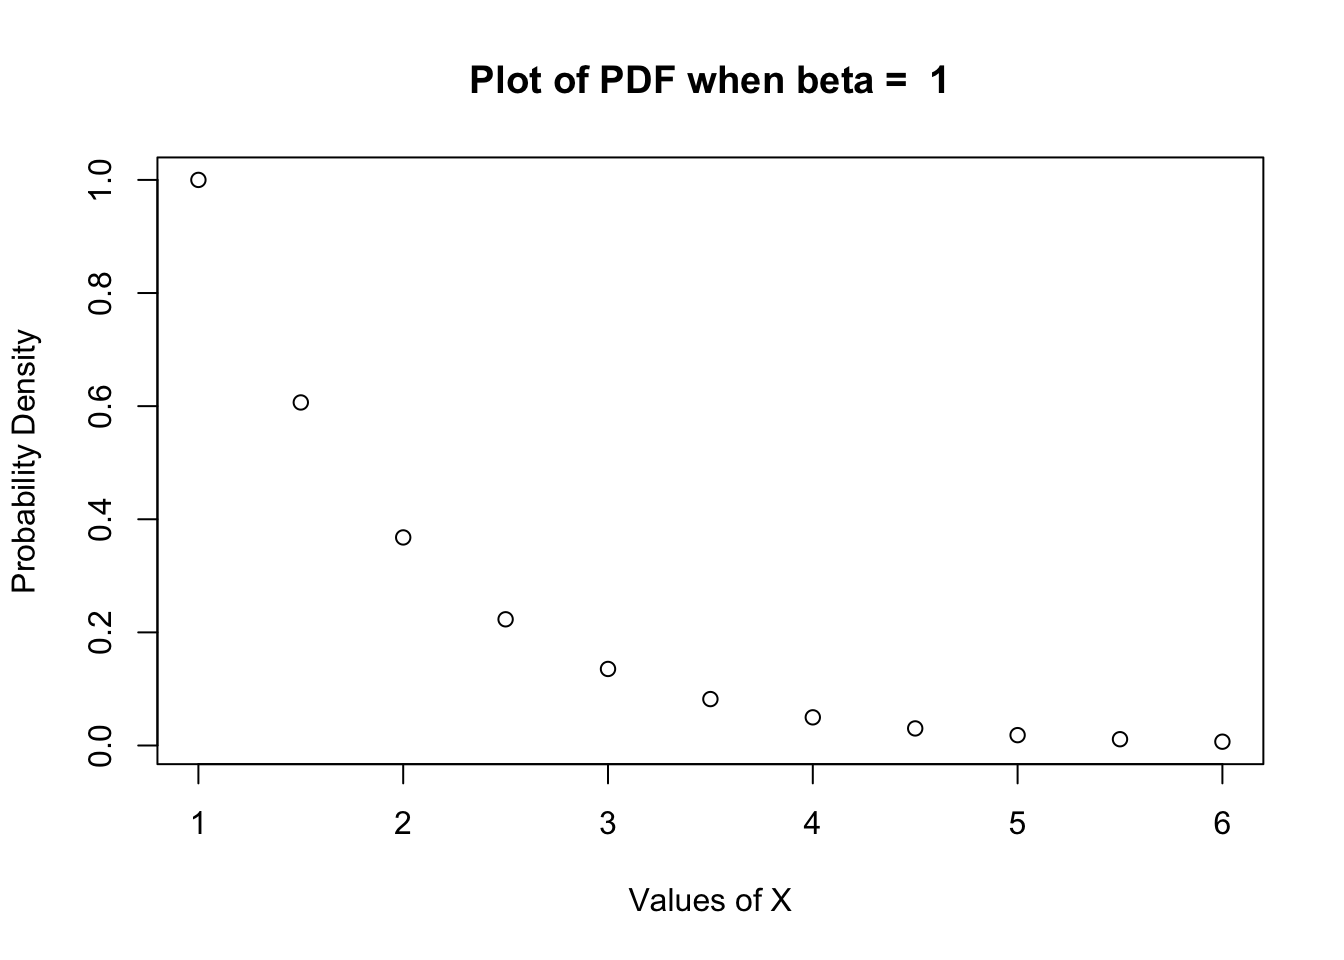 Plot of PDF when beta =  1
Probability Density
1.0
0.8
0.6
0.4
0.2
0.0
1 2 3 4 5 6
Values of X